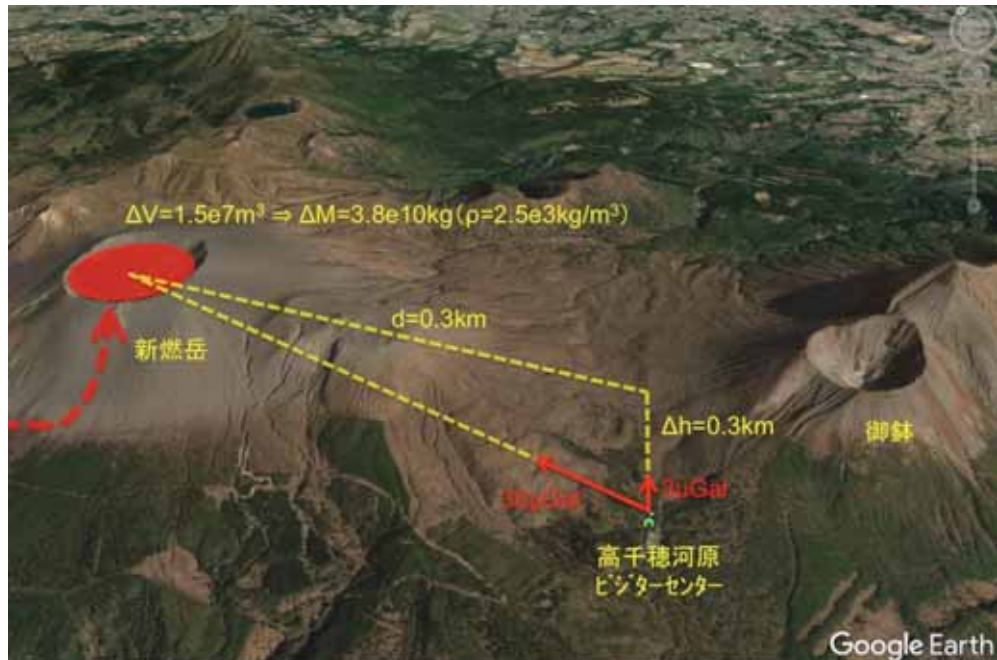 ΔV=1.5e7m³ ⇒ ΔM=3.8e10kg(ρ=2.5e3kg/m³)
d=0.3km
新燃岳
Δh=0.3km
御鉢
3μGal
高千穂河原
ビジターセンター
Google Earth